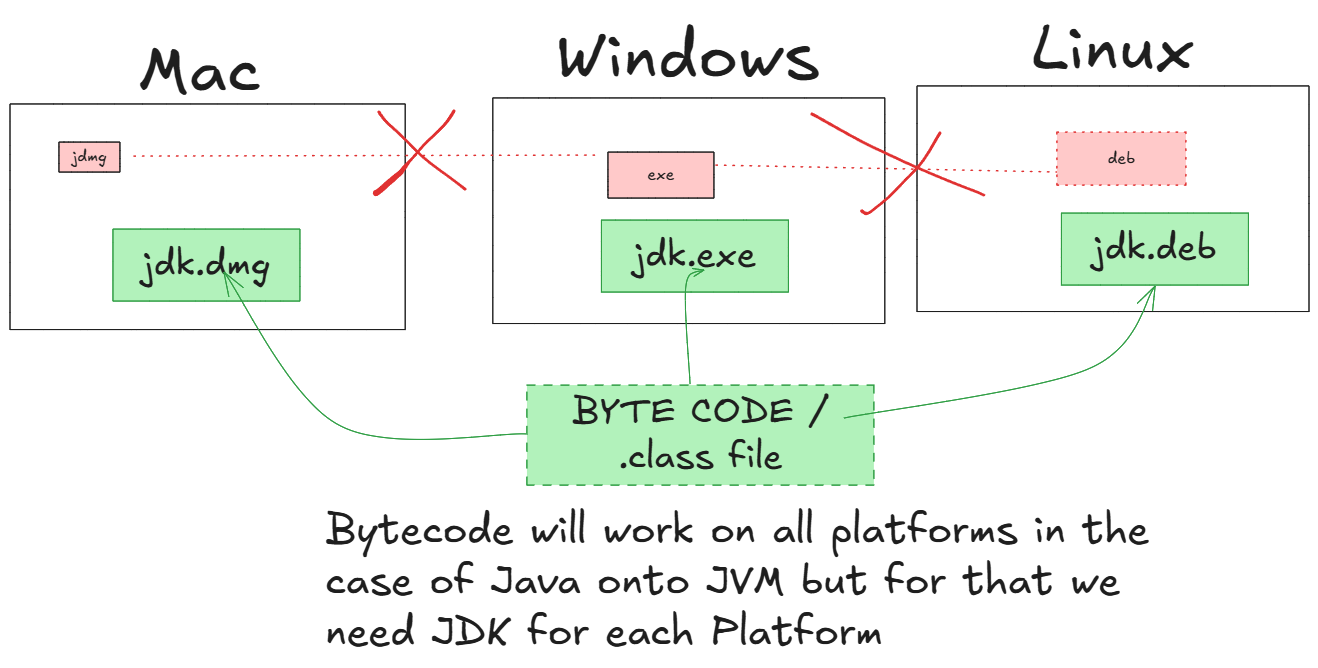 Mac
Windows
Linux
jdmg
exe
deb
jdk.dmg
jdk.exe
jdk.deb
BYTE CODE /
.class file
Bytecode will work on all platforms in the
case of Java onto JVM but for that we
need JDK for each Platform